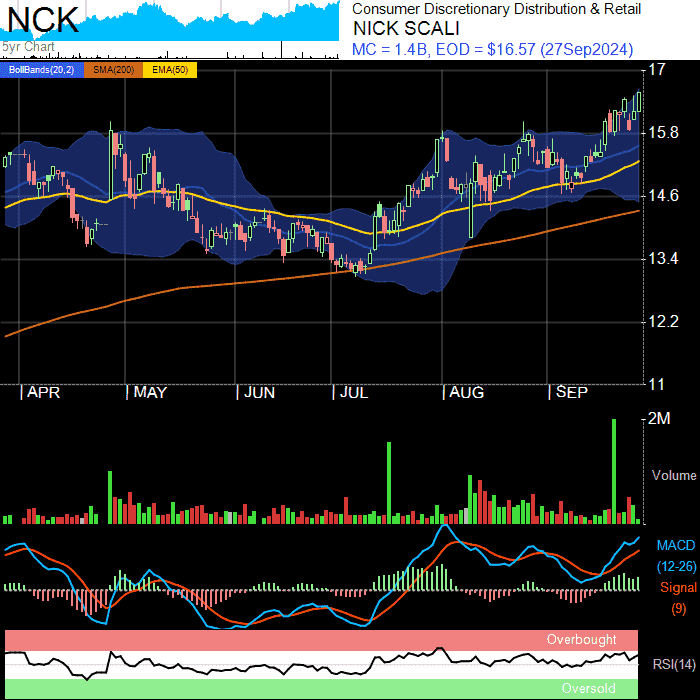 NCK
5yr Chart
Consumer Discretionary Distribution & Retail
NICK SCALI
MC = 1.4B, EOD = $16.57 (27Sep2024)
BollBands(20,2) SMA(200) EMA(50)
17
15.8
14.6
13.4
12.2
11
APR MAY JUN JUL AUG SEP
2M
Volume
MACD
(12-26)
Signal
(9)
Overbought
RSI(14)
Oversold